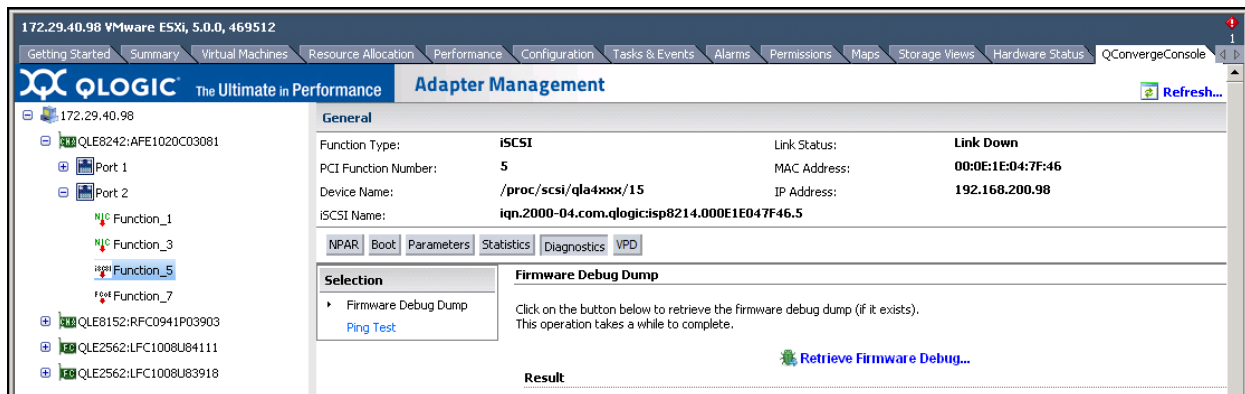 172.29.40.98 VMware ESXi, 5.0.0, 469512
1
Getting Started Summary Virtual Machines Resource Allocation Performance Configuration Tasks & Events Alarms Permissions Maps Storage Views Hardware Status QConvergeConsole
QLOGIC The Ultimate in Performance Adapter Management
Refresh...
172.29.40.98
QLE8242:AFE1020C03081
Port 1
Port 2
NIC Function_1
NIC Function_3
iSCSI Function_5
FCoE Function_7
QLE8152:RFC0941P03903
FC QLE2562:LFC1008U84111
FC QLE2562:LFC1008U83918
General
Function Type: iSCSI Link Status: Link Down
PCI Function Number: 5 MAC Address: 00:0E:1E:04:7F:46
Device Name: /proc/scsi/qla4xxx/15 IP Address: 192.168.200.98
iSCSI Name: iqn.2000-04.com.qlogic:isp8214.000E1E047F46.5
NPAR Boot Parameters Statistics Diagnostics VPD
Selection
Firmware Debug Dump
Ping Test
Firmware Debug Dump
Click on the button below to retrieve the firmware debug dump (if it exists).
This operation takes a while to complete.
Retrieve Firmware Debug...
Result